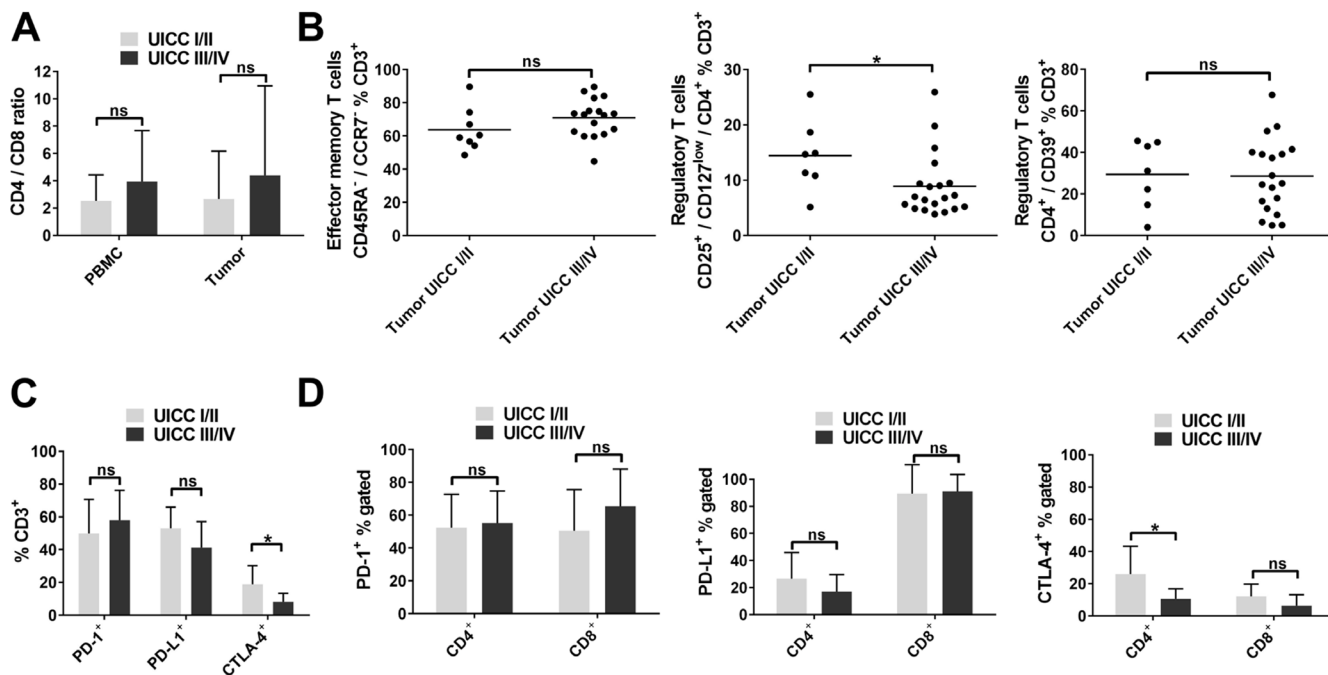 A
UICC I/II
UICC III/IV
CD4 / CD8 ratio
12
10
8
6
4
2
0
ns
ns
PBMC
Tumor
B
Effector memory T cells
CD45RA⁻ / CCR7⁻ % CD3⁺
100
80
60
40
20
0
ns
Tumor UICC I/II
Tumor UICC III/IV
Regulatory T cells
CD25⁺ / CD127ˡᵒʷ / CD4⁺ % CD3⁺
30
20
10
0
*
Tumor UICC I/II
Tumor UICC III/IV
Regulatory T cells
CD4⁺ / CD39⁺ % CD3⁺
80
60
40
20
0
ns
Tumor UICC I/II
Tumor UICC III/IV
C
UICC I/II
UICC III/IV
% CD3⁺
100
80
60
40
20
0
ns
ns
*
PD-1⁺
PD-L1⁺
CTLA-4⁺
D
UICC I/II
UICC III/IV
PD-1⁺ % gated
100
80
60
40
20
0
ns
ns
CD4⁺
CD8⁺
UICC I/II
UICC III/IV
PD-L1⁺ % gated
100
80
60
40
20
0
ns
ns
CD4⁺
CD8⁺
UICC I/II
UICC III/IV
CTLA-4⁺ % gated
100
80
60
40
20
0
*
ns
CD4⁺
CD8⁺